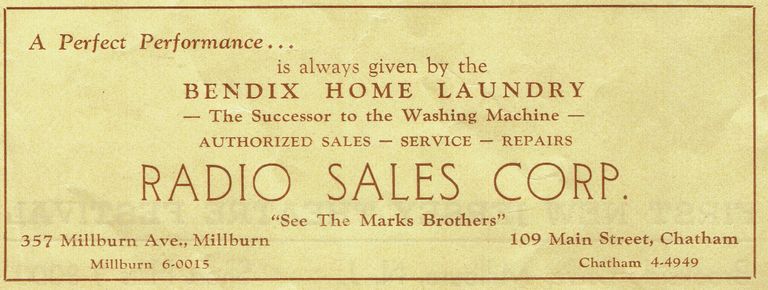 A Perfect Performance...
is always given by the
BENDIX HOME LAUNDRY
— The Successor to the Washing Machine —
AUTHORIZED SALES — SERVICE — REPAIRS
RADIO SALES CORP.
"See The Marks Brothers"
357 Millburn Ave., Millburn 109 Main Street, Chatham
Millburn 6-0015 Chatham 4-4949